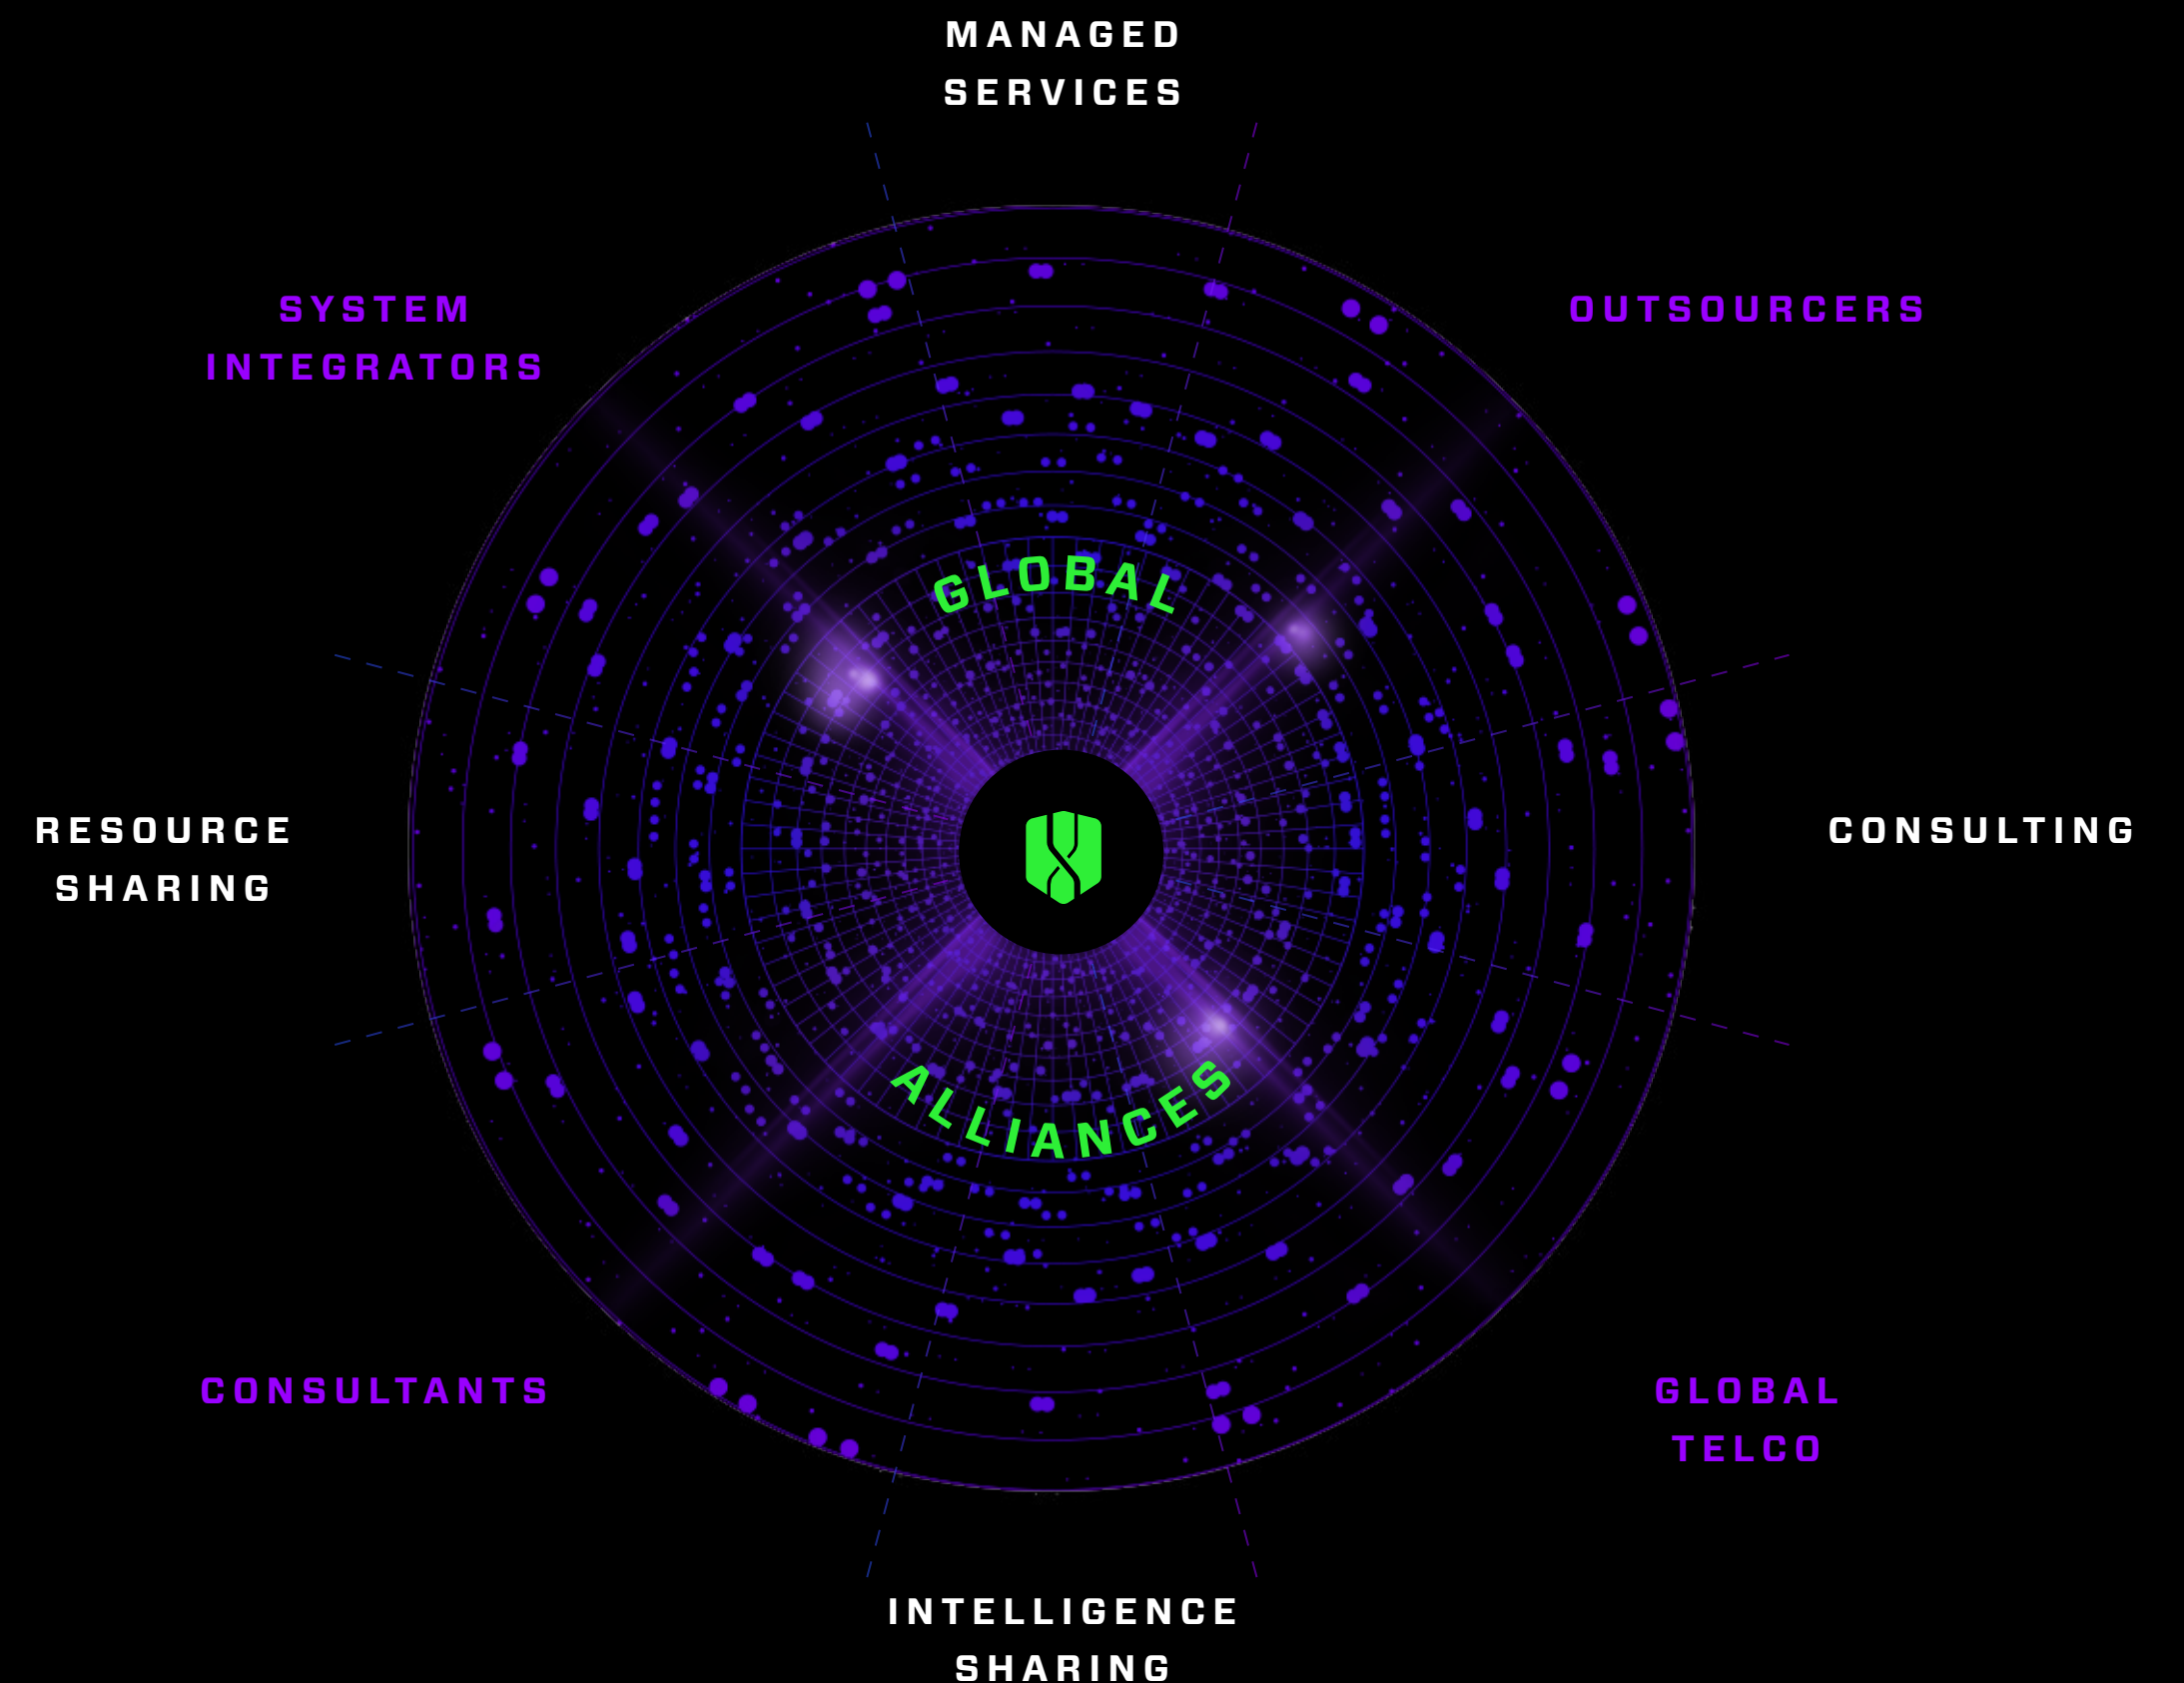 MANAGED
SERVICES
SYSTEM
INTEGRATORS
OUTSOURCERS
GLOBAL
RESOURCE
SHARING
CONSULTING
ALLIANCES
CONSULTANTS
GLOBAL
TELCO
INTELLIGENCE
SHARING